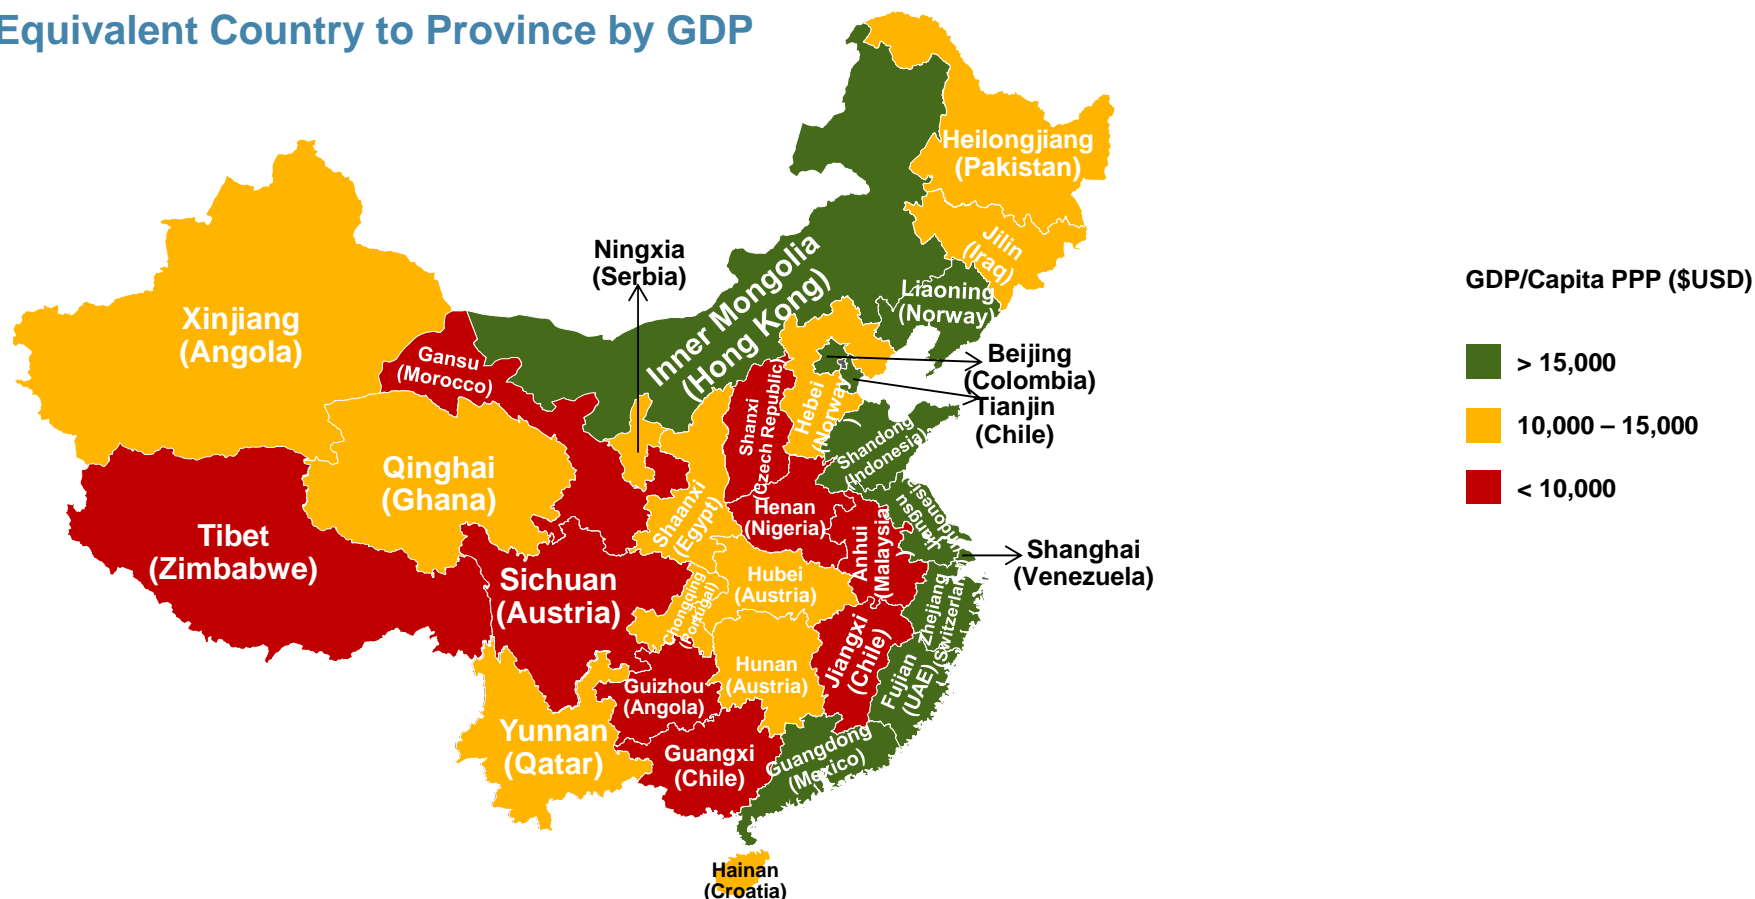 Equivalent Country to Province by GDP
Heilongjiang
(Pakistan)
Jilin
(Iraq)
Ningxia
(Serbia)
Inner Mongolia
(Hong Kong)
Liaoning
(Norway)
Xinjiang
(Angola)
Gansu
(Morocco)
Beijing
(Colombia)
Tianjin
(Chile)
Hebei
(Norway
)
Shanxi
(Czech Republic)
Shandong
(Indonesia)
Qinghai
(Ghana)
Shaanxi
(Egypt)
Henan
(Nigeria)
Anhui
(Malaysia)
Jiangsu
Tibet
(Zimbabwe)
Sichuan
(Austria)
Shanghai
(Venezuela)
Chongqing
(Portugal)
Hubei
(Austria)
Zhejiang
(Switzerland)
Jiangxi
(Chile)
Fujian
(UAE)
Hunan
(Austria)
Guizhou
(Angola)
Yunnan
(Qatar)
Guangxi
(Chile)
Guangdong
(Mexico)
Hainan
(Croatia)
GDP/Capita PPP ($USD)
> 15,000
10,000 – 15,000
< 10,000